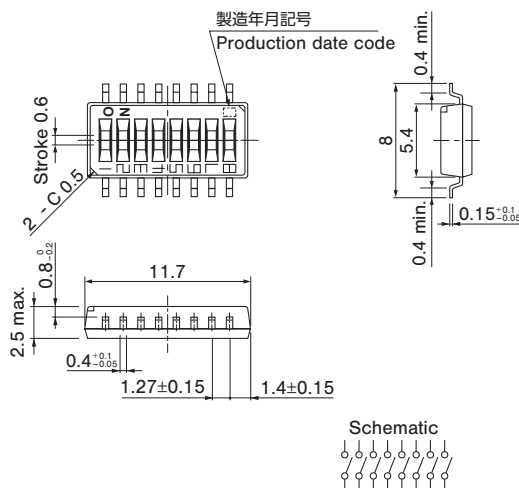 製造年月記号
Production date code
ON
Stroke 0.6
2 - C 0.5
0.4 min.
8
5.4
0.15 +0.1 -0.05
0.4 min.
0.8 0 -0.2
11.7
2.5 max.
0.4 +0.1 -0.05
1.27±0.15
1.4±0.15
Schematic